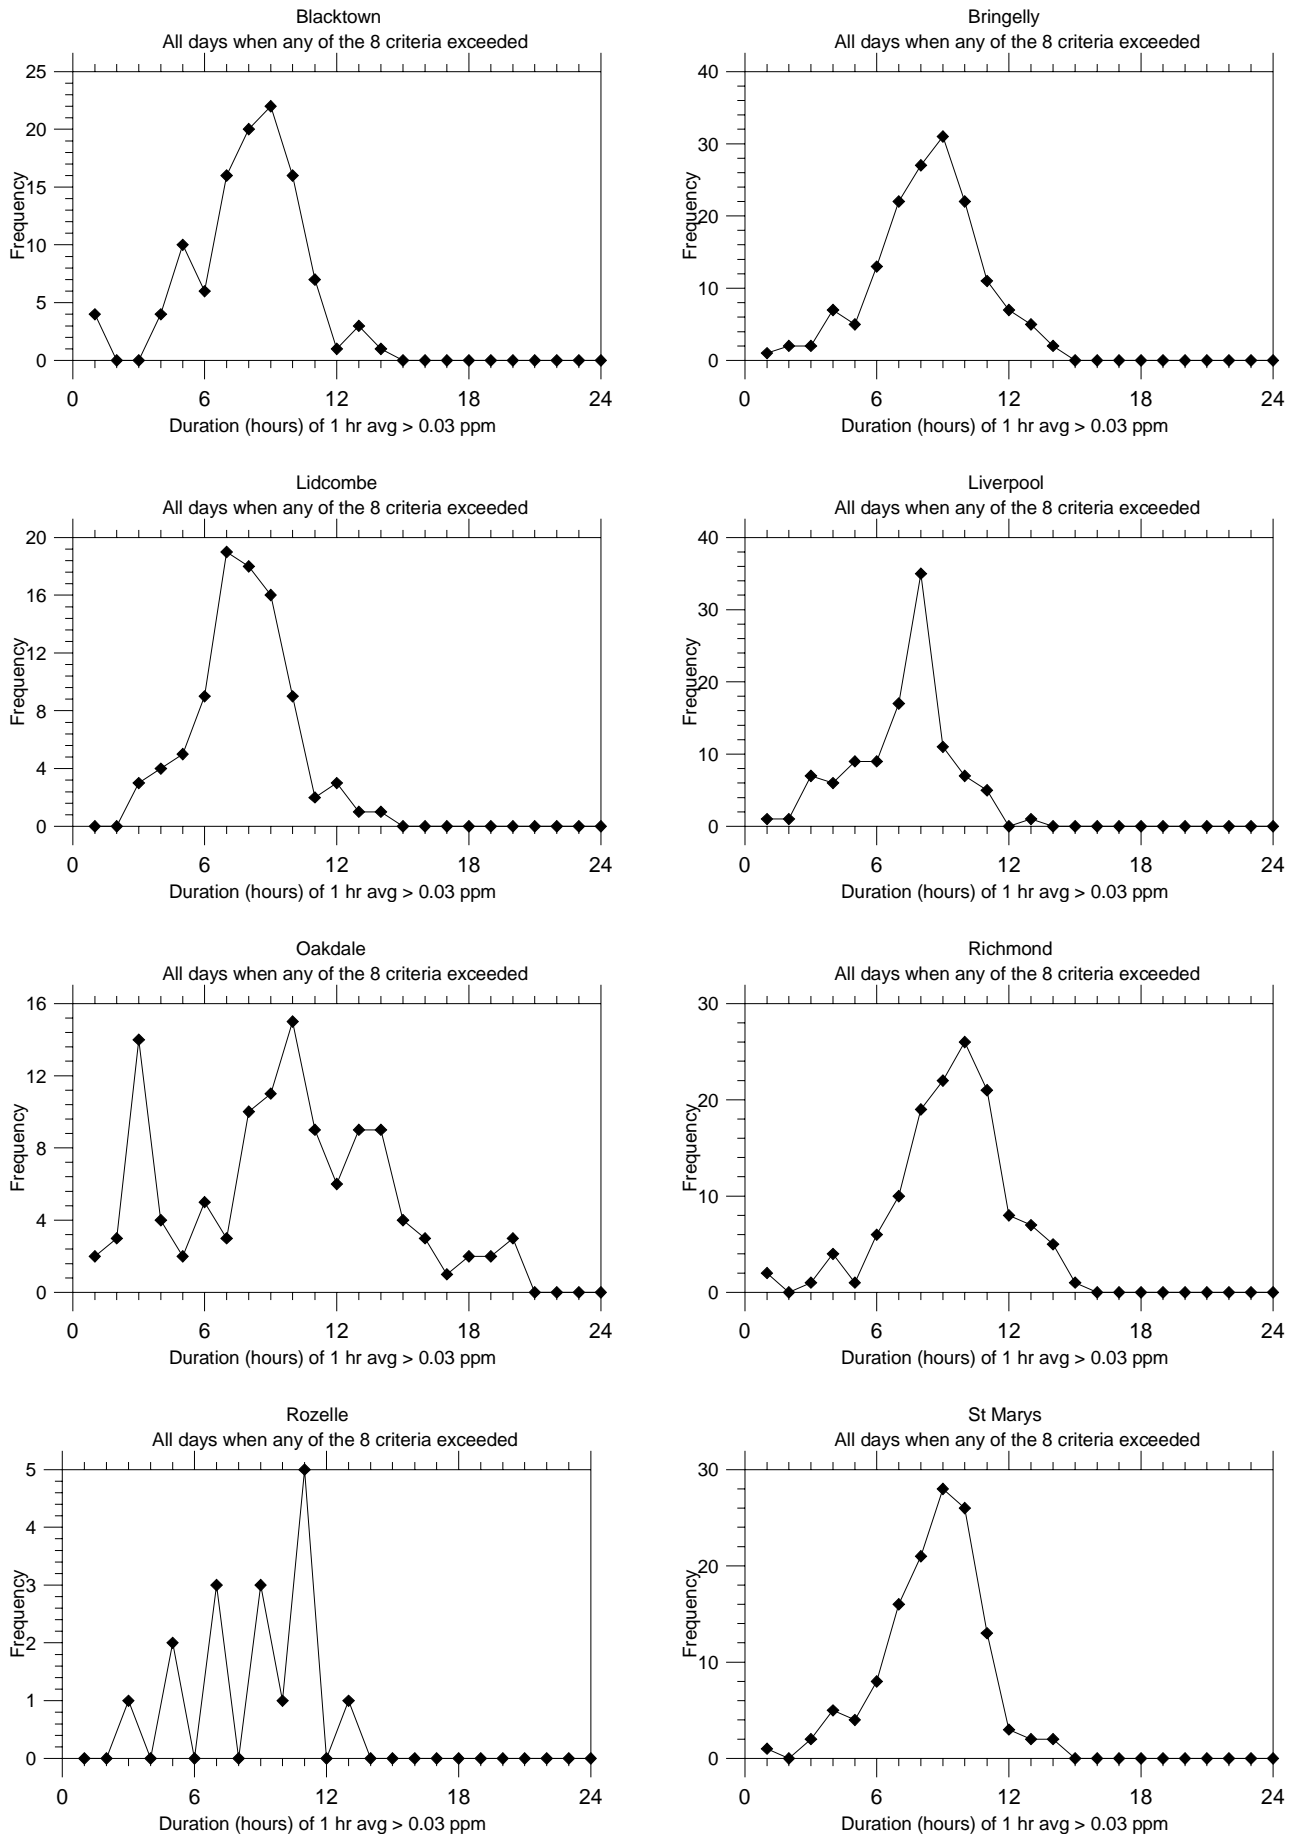 Blacktown
All days when any of the 8 criteria exceeded
25
20
15
10
5
0
Frequency
0 6 12 18 24
Duration (hours) of 1 hr avg > 0.03 ppm
Bringelly
All days when any of the 8 criteria exceeded
40
30
20
10
0
Frequency
0 6 12 18 24
Duration (hours) of 1 hr avg > 0.03 ppm
Lidcombe
All days when any of the 8 criteria exceeded
20
16
12
8
4
0
Frequency
0 6 12 18 24
Duration (hours) of 1 hr avg > 0.03 ppm
Liverpool
All days when any of the 8 criteria exceeded
40
30
20
10
0
Frequency
0 6 12 18 24
Duration (hours) of 1 hr avg > 0.03 ppm
Oakdale
All days when any of the 8 criteria exceeded
16
12
8
4
0
Frequency
0 6 12 18 24
Duration (hours) of 1 hr avg > 0.03 ppm
Richmond
All days when any of the 8 criteria exceeded
30
20
10
0
Frequency
0 6 12 18 24
Duration (hours) of 1 hr avg > 0.03 ppm
Rozelle
All days when any of the 8 criteria exceeded
5
4
3
2
1
0
Frequency
0 6 12 18 24
Duration (hours) of 1 hr avg > 0.03 ppm
St Marys
All days when any of the 8 criteria exceeded
30
20
10
0
Frequency
0 6 12 18 24
Duration (hours) of 1 hr avg > 0.03 ppm